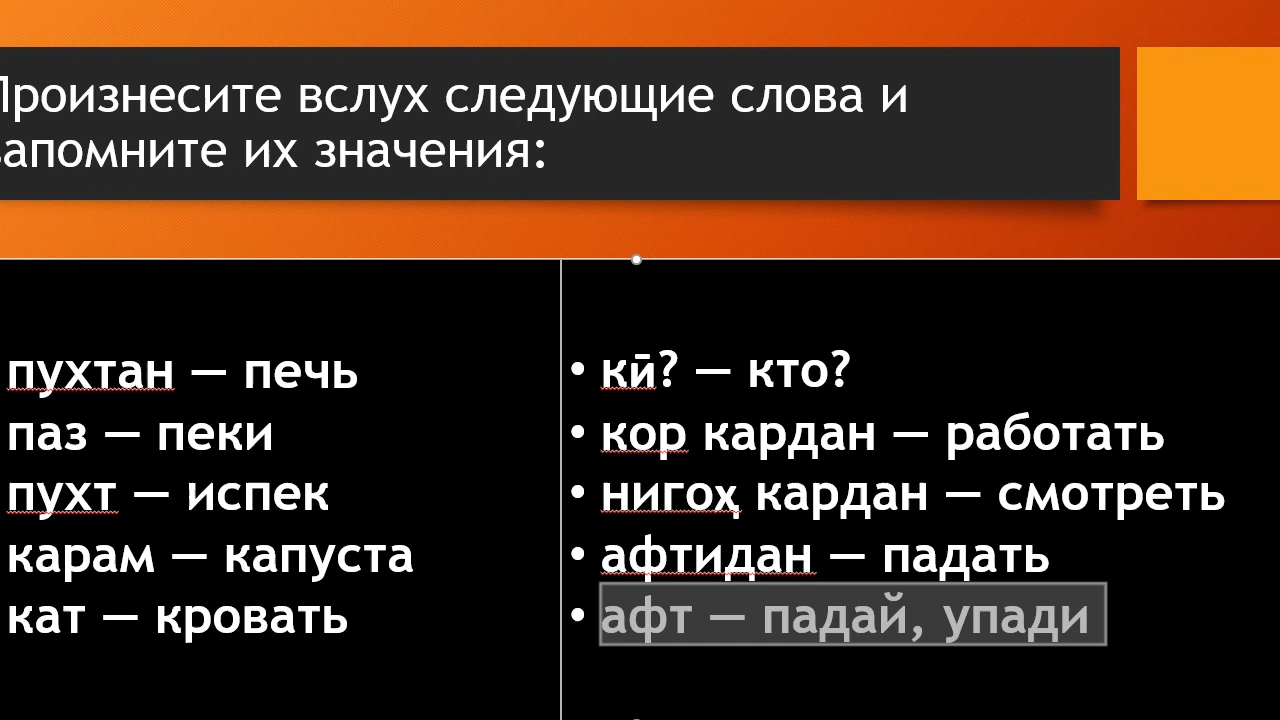 Произнесите вслух следующие слова и
запомните их значения:
пухтан — печь
паз — пеки
пухт — испек
карам — капуста
кат — кровать
• кӣ? — кто?
• кор кардан — работать
• нигоҳ кардан — смотреть
• афтидан — падать
• афт — падай, упади